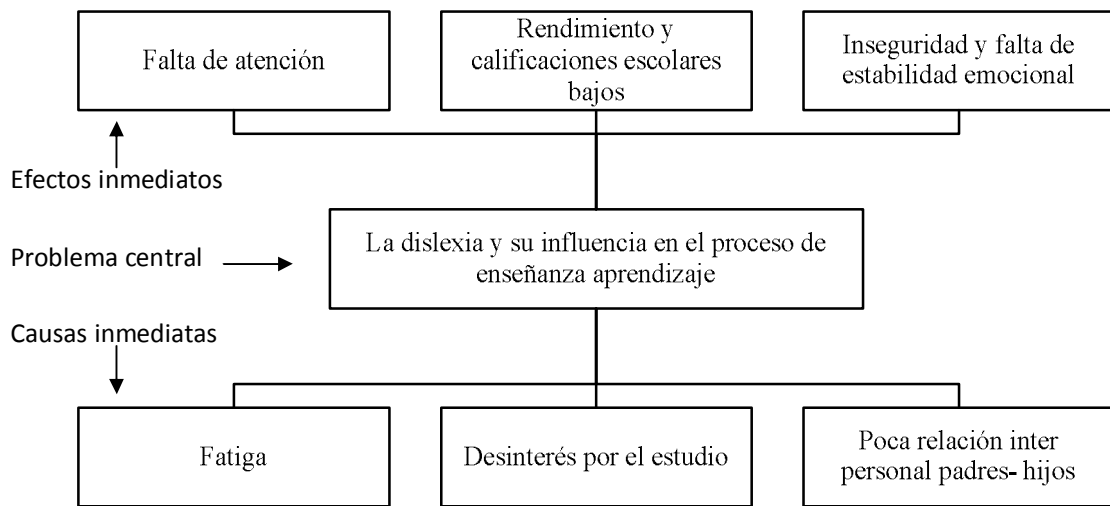 Falta de atención
Rendimiento y
calificaciones escolares
bajos
Inseguridad y falta de
estabilidad emocional
Efectos inmediatos
La dislexia y su influencia en el proceso de
enseñanza aprendizaje
Problema central
Causas inmediatas
Fatiga
Desinterés por el estudio
Poca relación inter
personal padres- hijos